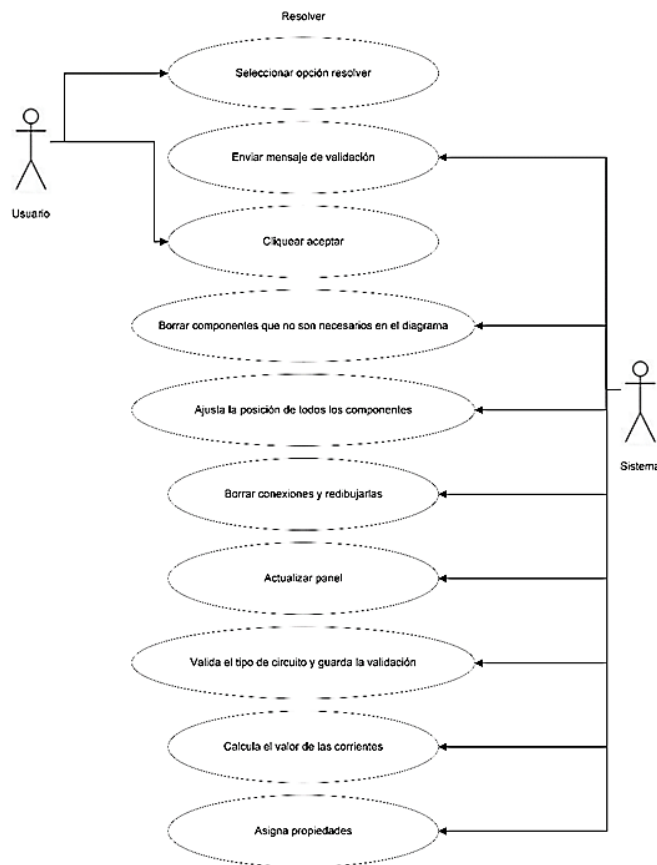 Resolver
Seleccionar opción resolver
Enviar mensaje de validación
Usuario
Cliquear aceptar
Borrar componentes que no son necesarios en el diagrama
Ajusta la posición de todos los componentes
Sistema
Borrar conexiones y redibujarlas
Actualizar panel
Valida el tipo de circuito y guarda la validación
Calcula el valor de las corrientes
Asigna propiedades